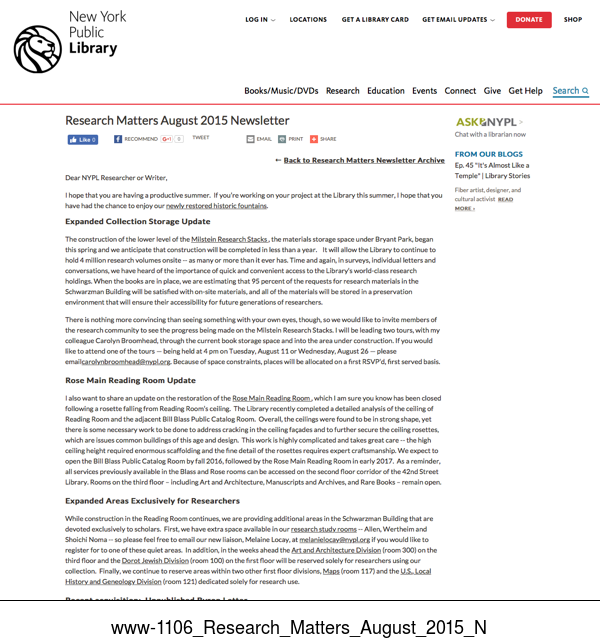 New York
Public
Library
LOG IN
LOCATIONS
GET A LIBRARY CARD
GET EMAIL UPDATES
DONATE
SHOP
Books/Music/DVDs Research Education Events Connect Give Get Help Search
Research Matters August 2015 Newsletter
Like 0
RECOMMEND
0
TWEET
EMAIL
PRINT
SHARE
← Back to Research Matters Newsletter Archive
Dear NYPL Researcher or Writer,
I hope that you are having a productive summer. If you're working on your project at the Library this summer, I hope that you
have had the chance to enjoy our newly restored historic fountains.
Expanded Collection Storage Update
The construction of the lower level of the Milstein Research Stacks , the materials storage space under Bryant Park, began
this spring and we anticipate that construction will be completed in less than a year. It will allow the Library to continue to
hold 4 million research volumes onsite -- as many or more than it ever has. Time and again, in surveys, individual letters and
conversations, we have heard of the importance of quick and convenient access to the Library's world-class research
holdings. When the books are in place, we are estimating that 95 percent of the requests for research materials in the
Schwarzman Building will be satisfied with on-site materials, and all of the materials will be stored in a preservation
environment that will ensure their accessibility for future generations of researchers.
There is nothing more convincing than seeing something with your own eyes, though, so we would like to invite members of
the research community to see the progress being made on the Milstein Research Stacks. I will be leading two tours, with my
colleague Carolyn Broomhead, through the current book storage space and into the area under construction. If you would
like to attend one of the tours -- being held at 4 pm on Tuesday, August 11 or Wednesday, August 26 -- please
emailcarolynbroomhead@nypl.org. Because of space constraints, places will be allocated on a first RSVP'd, first served basis.
Rose Main Reading Room Update
I also want to share an update on the restoration of the Rose Main Reading Room , which I am sure you know has been closed
following a rosette falling from Reading Room's ceiling. The Library recently completed a detailed analysis of the ceiling of
Reading Room and the adjacent Bill Blass Public Catalog Room. Overall, the ceilings were found to be in strong shape, yet
there is some necessary work to be done to address cracking in the ceiling façades and to further secure the ceiling rosettes,
which are issues common buildings of this age and design. This work is highly complicated and takes great care -- the high
ceiling height required enormous scaffolding and the fine detail of the rosettes requires expert craftsmanship. We expect to
open the Bill Blass Public Catalog Room by fall 2016, followed by the Rose Main Reading Room in early 2017. As a reminder,
all services previously available in the Blass and Rose rooms can be accessed on the second floor corridor of the 42nd Street
Library. Rooms on the third floor – including Art and Architecture, Manuscripts and Archives, and Rare Books – remain open.
Expanded Areas Exclusively for Researchers
While construction in the Reading Room continues, we are providing additional areas in the Schwarzman Building that are
devoted exclusively to scholars. First, we have extra space available in our research study rooms -- Allen, Wertheim and
Shoichi Noma -- so please feel free to email our new liaison, Melaine Locay, at melanielocay@nypl.org if you would like to
register for to one of these quiet areas. In addition, in the weeks ahead the Art and Architecture Division (room 300) on the
third floor and the Dorot Jewish Division (room 100) on the first floor will be reserved solely for researchers using our
collection. Finally, we continue to reserve areas within two other first floor divisions, Maps (room 117) and the U.S., Local
History and Geneology Division (room 121) dedicated solely for research use.
Recent acquisition: Unpublished Byron Letter
ASK NYPL >
Chat with a librarian now
FROM OUR BLOGS
Ep. 45 "It's Almost Like a
Temple" | Library Stories
Fiber artist, designer, and
cultural activist READ
MORE ›
www-1106_Research_Matters_August_2015_N